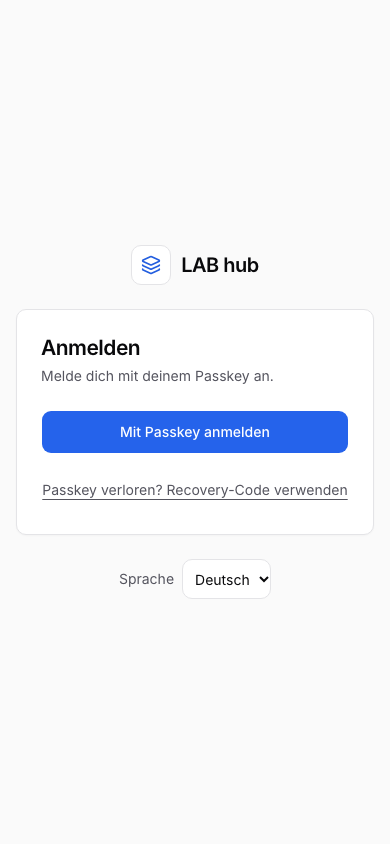 LAB hub
Anmelden
Melde dich mit deinem Passkey an.
Mit Passkey anmelden
Passkey verloren? Recovery-Code verwenden
Sprache Deutsch